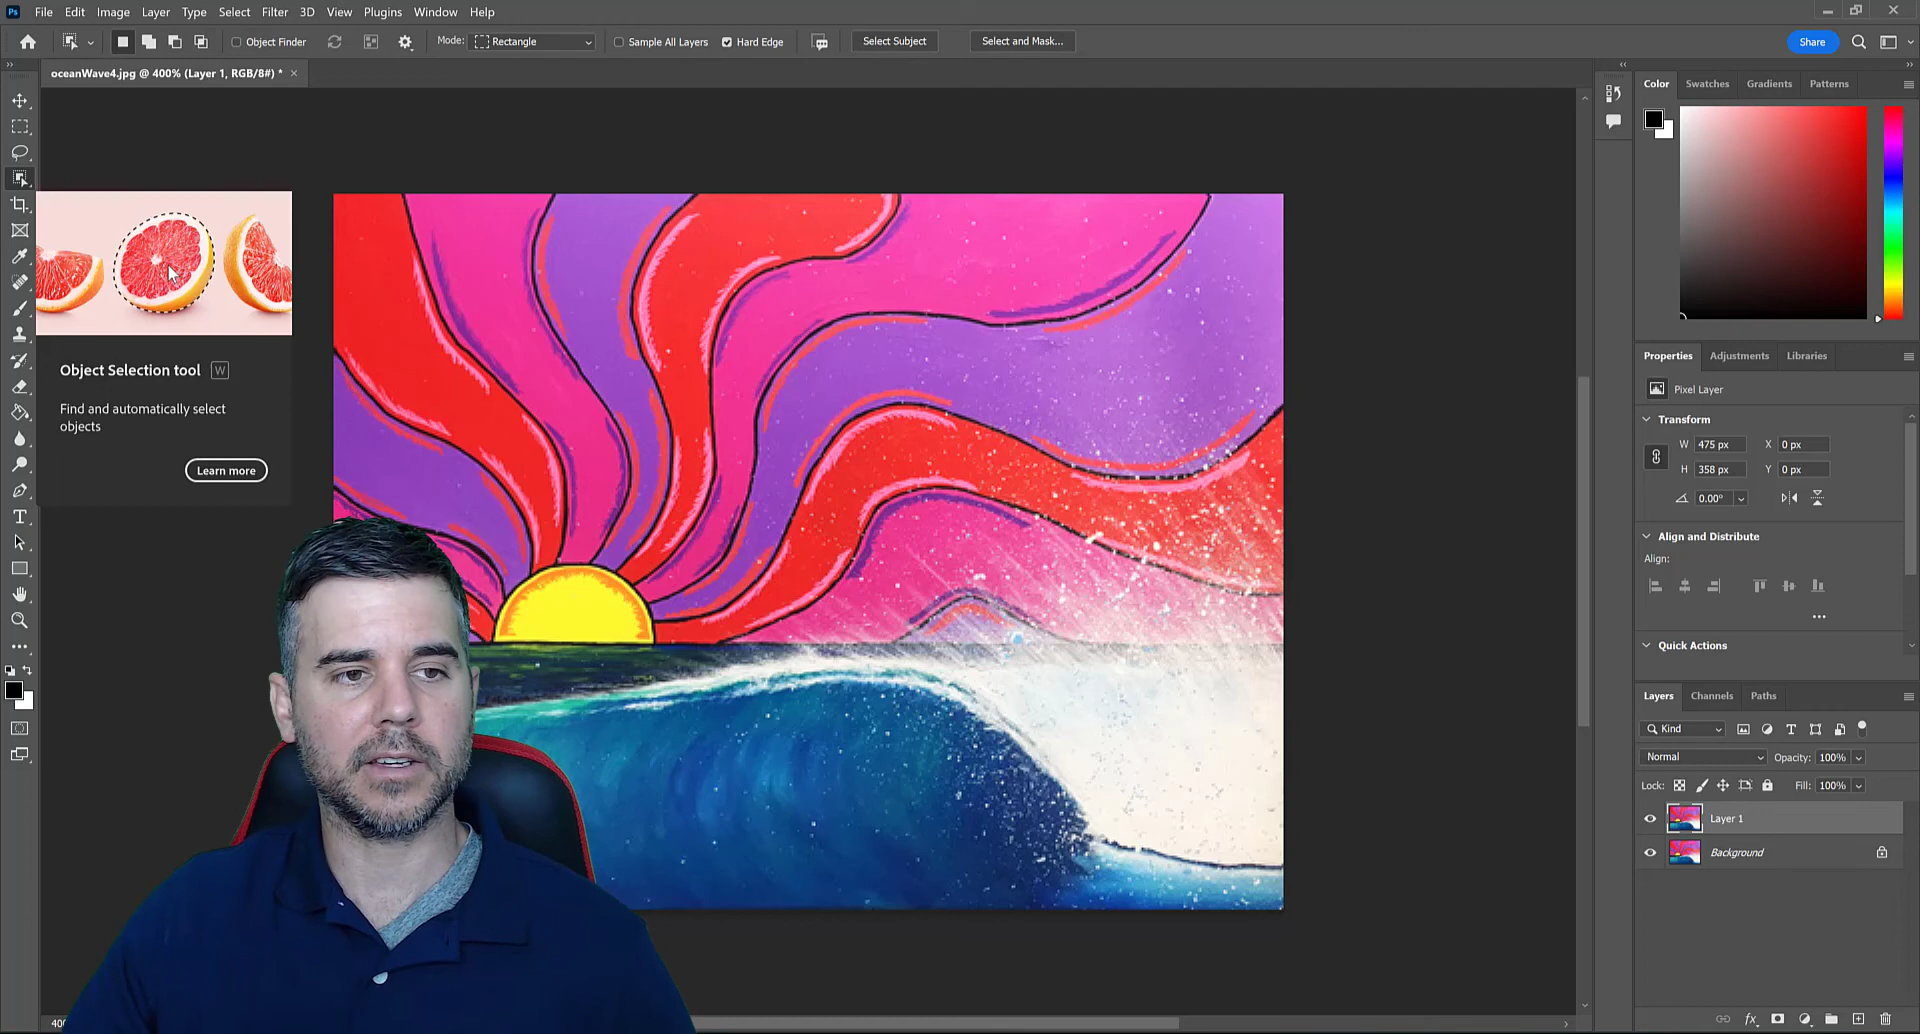 Ps File Edit Image Layer Type Select Filter 3D View Plugins Window Help
Object Finder Mode: Rectangle Sample All Layers Hard Edge Select Subject Select and Mask... Share
oceanWave4.jpg @ 400% (Layer 1, RGB/8#) *
Color Swatches Gradients Patterns
Object Selection tool W
Find and automatically select
objects
Learn more
T
Properties Adjustments Libraries
Pixel Layer
Transform
W 475 px X 0 px
H 358 px Y 0 px
0.00°
Align and Distribute
Align:
Quick Actions
Layers Channels Paths
Kind T
Normal Opacity: 100%
Lock: Fill: 100%
Layer 1
Background
fx